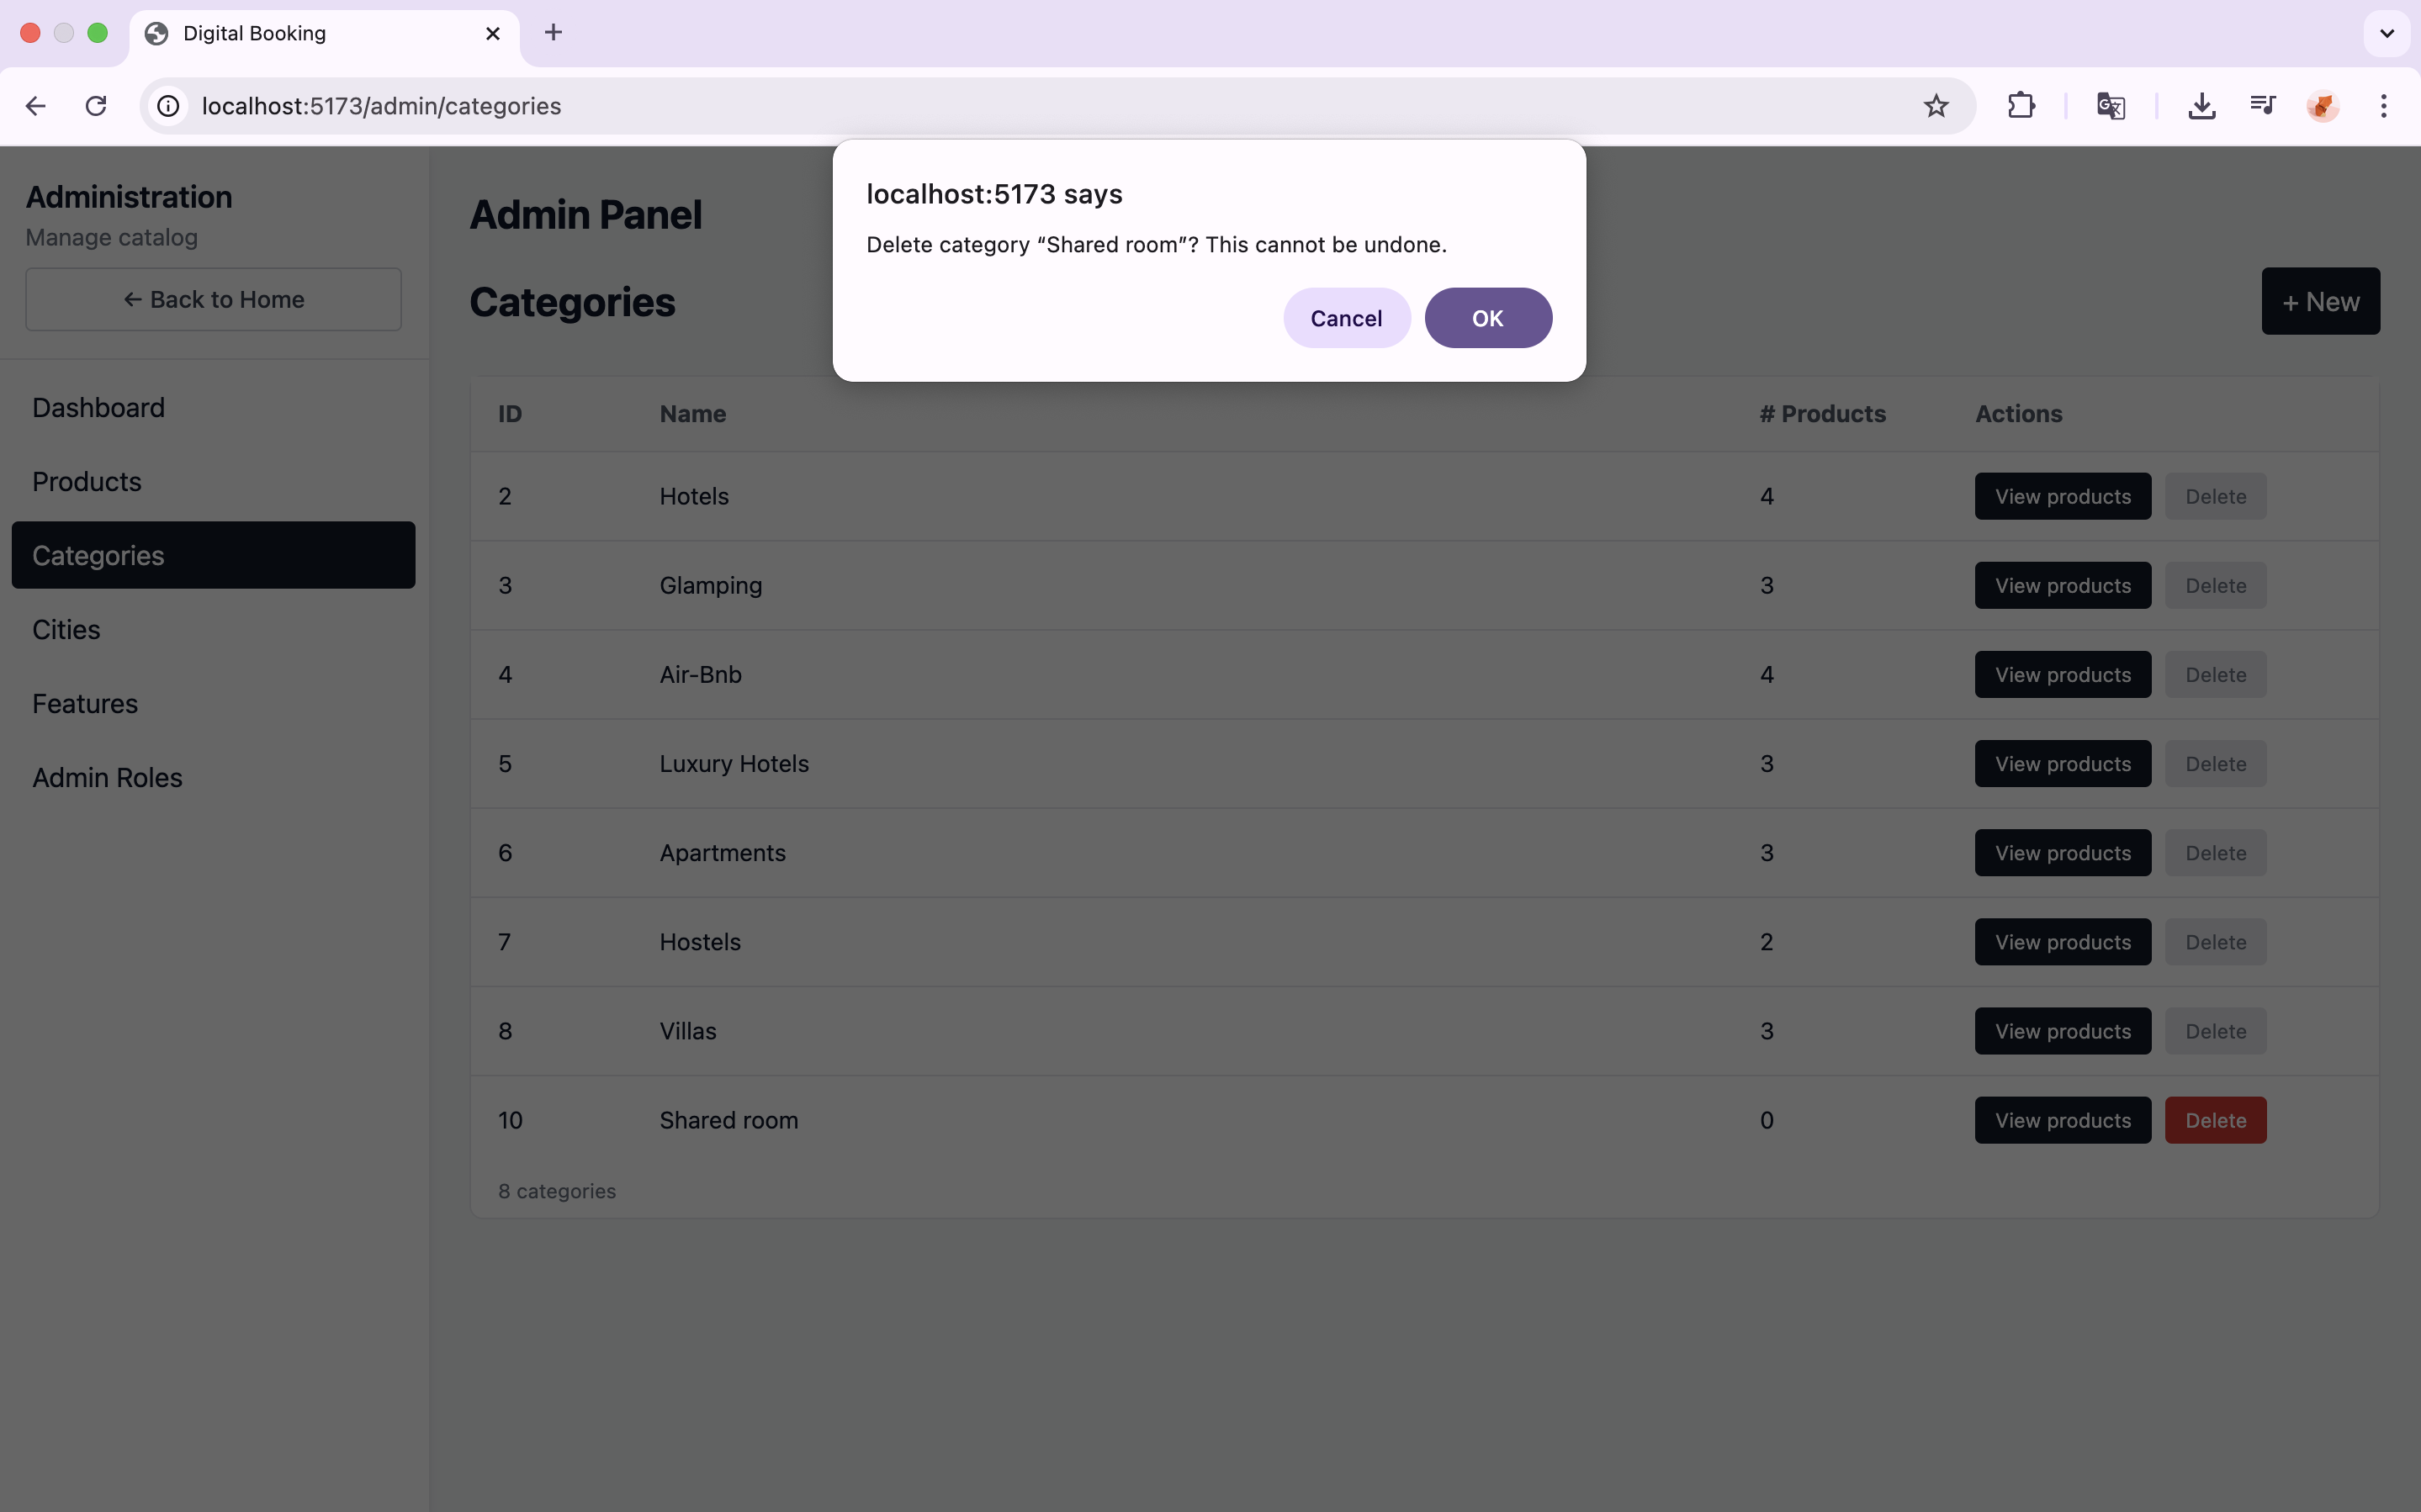 Digital Booking
localhost:5173/admin/categories
localhost:5173 says
Delete category “Shared room”? This cannot be undone.
Cancel
OK
Administration
Manage catalog
← Back to Home
Dashboard
Products
Categories
Cities
Features
Admin Roles
Admin Panel
Categories
+ New
ID Name # Products Actions
2 Hotels 4 View products Delete
3 Glamping 3 View products Delete
4 Air-Bnb 4 View products Delete
5 Luxury Hotels 3 View products Delete
6 Apartments 3 View products Delete
7 Hostels 2 View products Delete
8 Villas 3 View products Delete
10 Shared room 0 View products Delete
8 categories